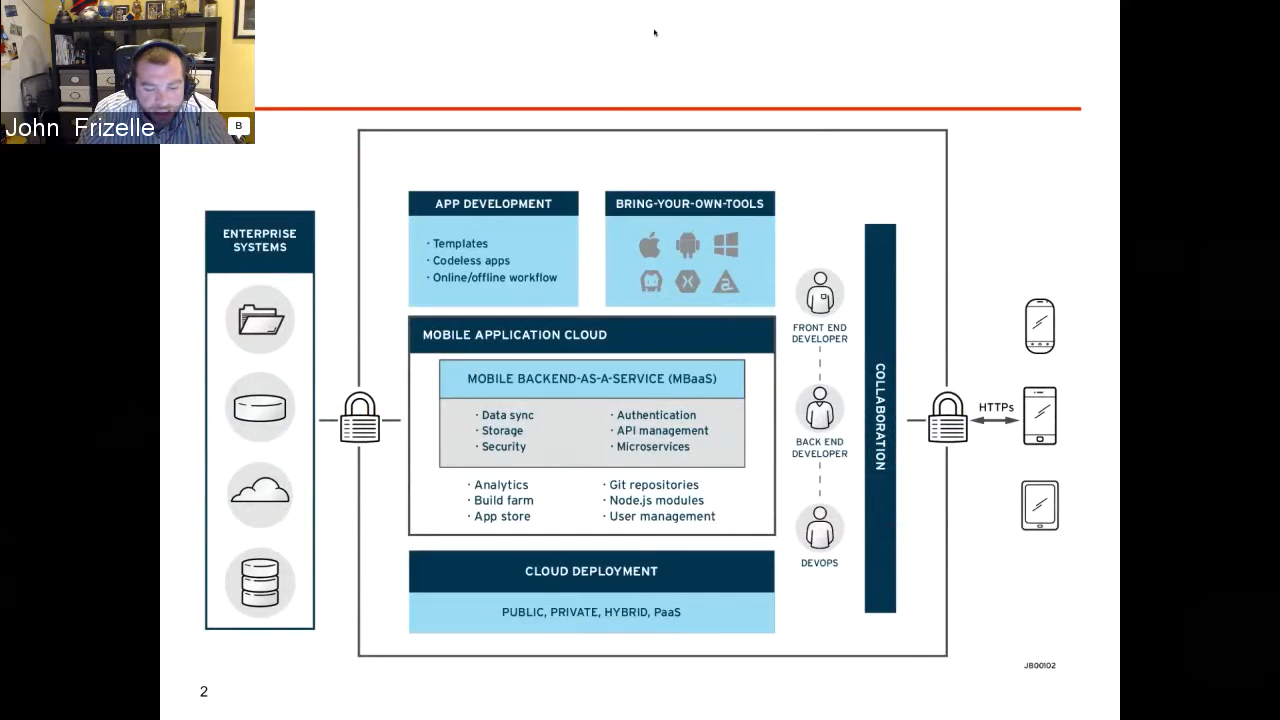 John Frizelle
B
ENTERPRISE
SYSTEMS
APP DEVELOPMENT
· Templates
· Codeless apps
· Online/offline workflow
BRING-YOUR-OWN-TOOLS
a
MOBILE APPLICATION CLOUD
MOBILE BACKEND-AS-A-SERVICE (MBaaS)
· Data sync
· Storage
· Security
· Authentication
· API management
· Microservices
· Analytics
· Build farm
· App store
· Git repositories
· Node.js modules
· User management
CLOUD DEPLOYMENT
PUBLIC, PRIVATE, HYBRID, PaaS
FRONT END
DEVELOPER
BACK END
DEVELOPER
DEVOPS
COLLABORATION
HTTPs
JB00102
2